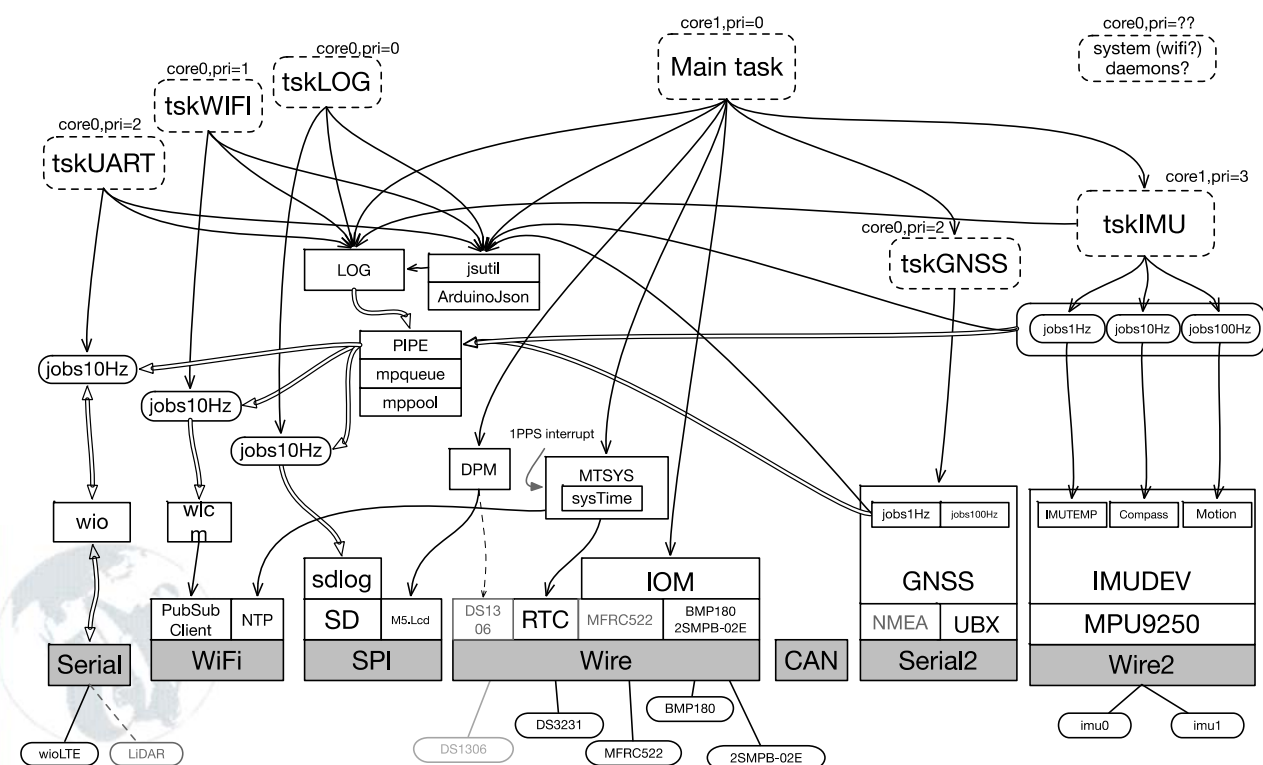 core1,pri=0
Main task
core0,pri=??
system (wifi?)
daemons?
core0,pri=0
tskLOG
core0,pri=1
tskWIFI
core0,pri=2
tskUART
core1,pri=3
tskIMU
core0,pri=2
tskGNSS
LOG
jsutil
ArduinoJson
jobs1Hz
jobs10Hz
jobs100Hz
PIPE
mpqueue
mppool
jobs10Hz
jobs10Hz
jobs10Hz
1PPS interrupt
DPM
MTSYS
sysTime
wio
wic
m
jobs1Hz
jobs100Hz
IMUTEMP
Compass
Motion
sdlog
IOM
GNSS
IMUDEV
PubSub
Client
NTP
SD
M5.Lcd
DS13
06
RTC
MFRC522
BMP180
2SMPB-02E
NMEA
UBX
MPU9250
Serial
WiFi
SPI
Wire
CAN
Serial2
Wire2
wioLTE
LiDAR
DS1306
DS3231
MFRC522
BMP180
2SMPB-02E
imu0
imu1